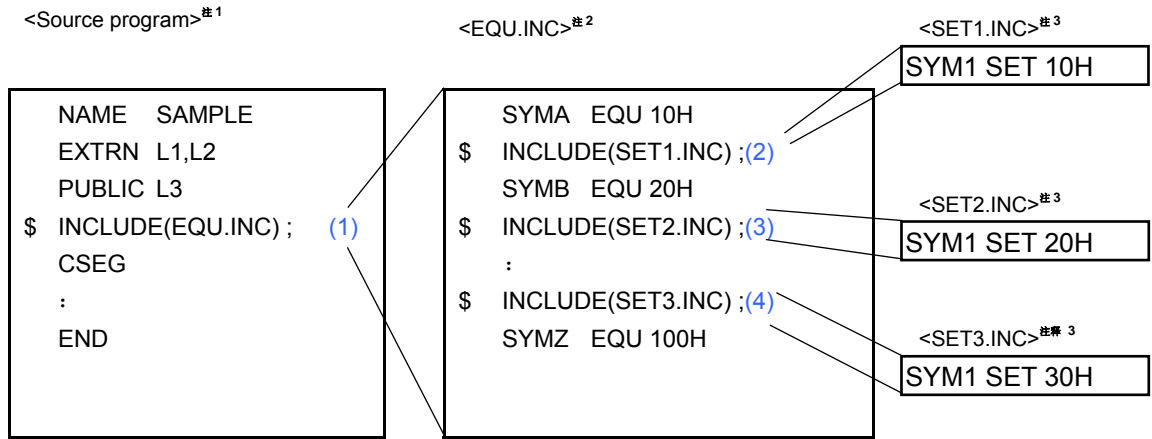 <Source program>注1
NAME SAMPLE
EXTRN L1,L2
PUBLIC L3
$ INCLUDE(EQU.INC) ; (1)
CSEG
:
END
<EQU.INC>注2
SYMA EQU 10H
$ INCLUDE(SET1.INC) ;(2)
SYMB EQU 20H
$ INCLUDE(SET2.INC) ;(3)
:
$ INCLUDE(SET3.INC) ;(4)
SYMZ EQU 100H
<SET1.INC>注3
SYM1 SET 10H
<SET2.INC>注3
SYM1 SET 20H
<SET3.INC>注释 3
SYM1 SET 30H